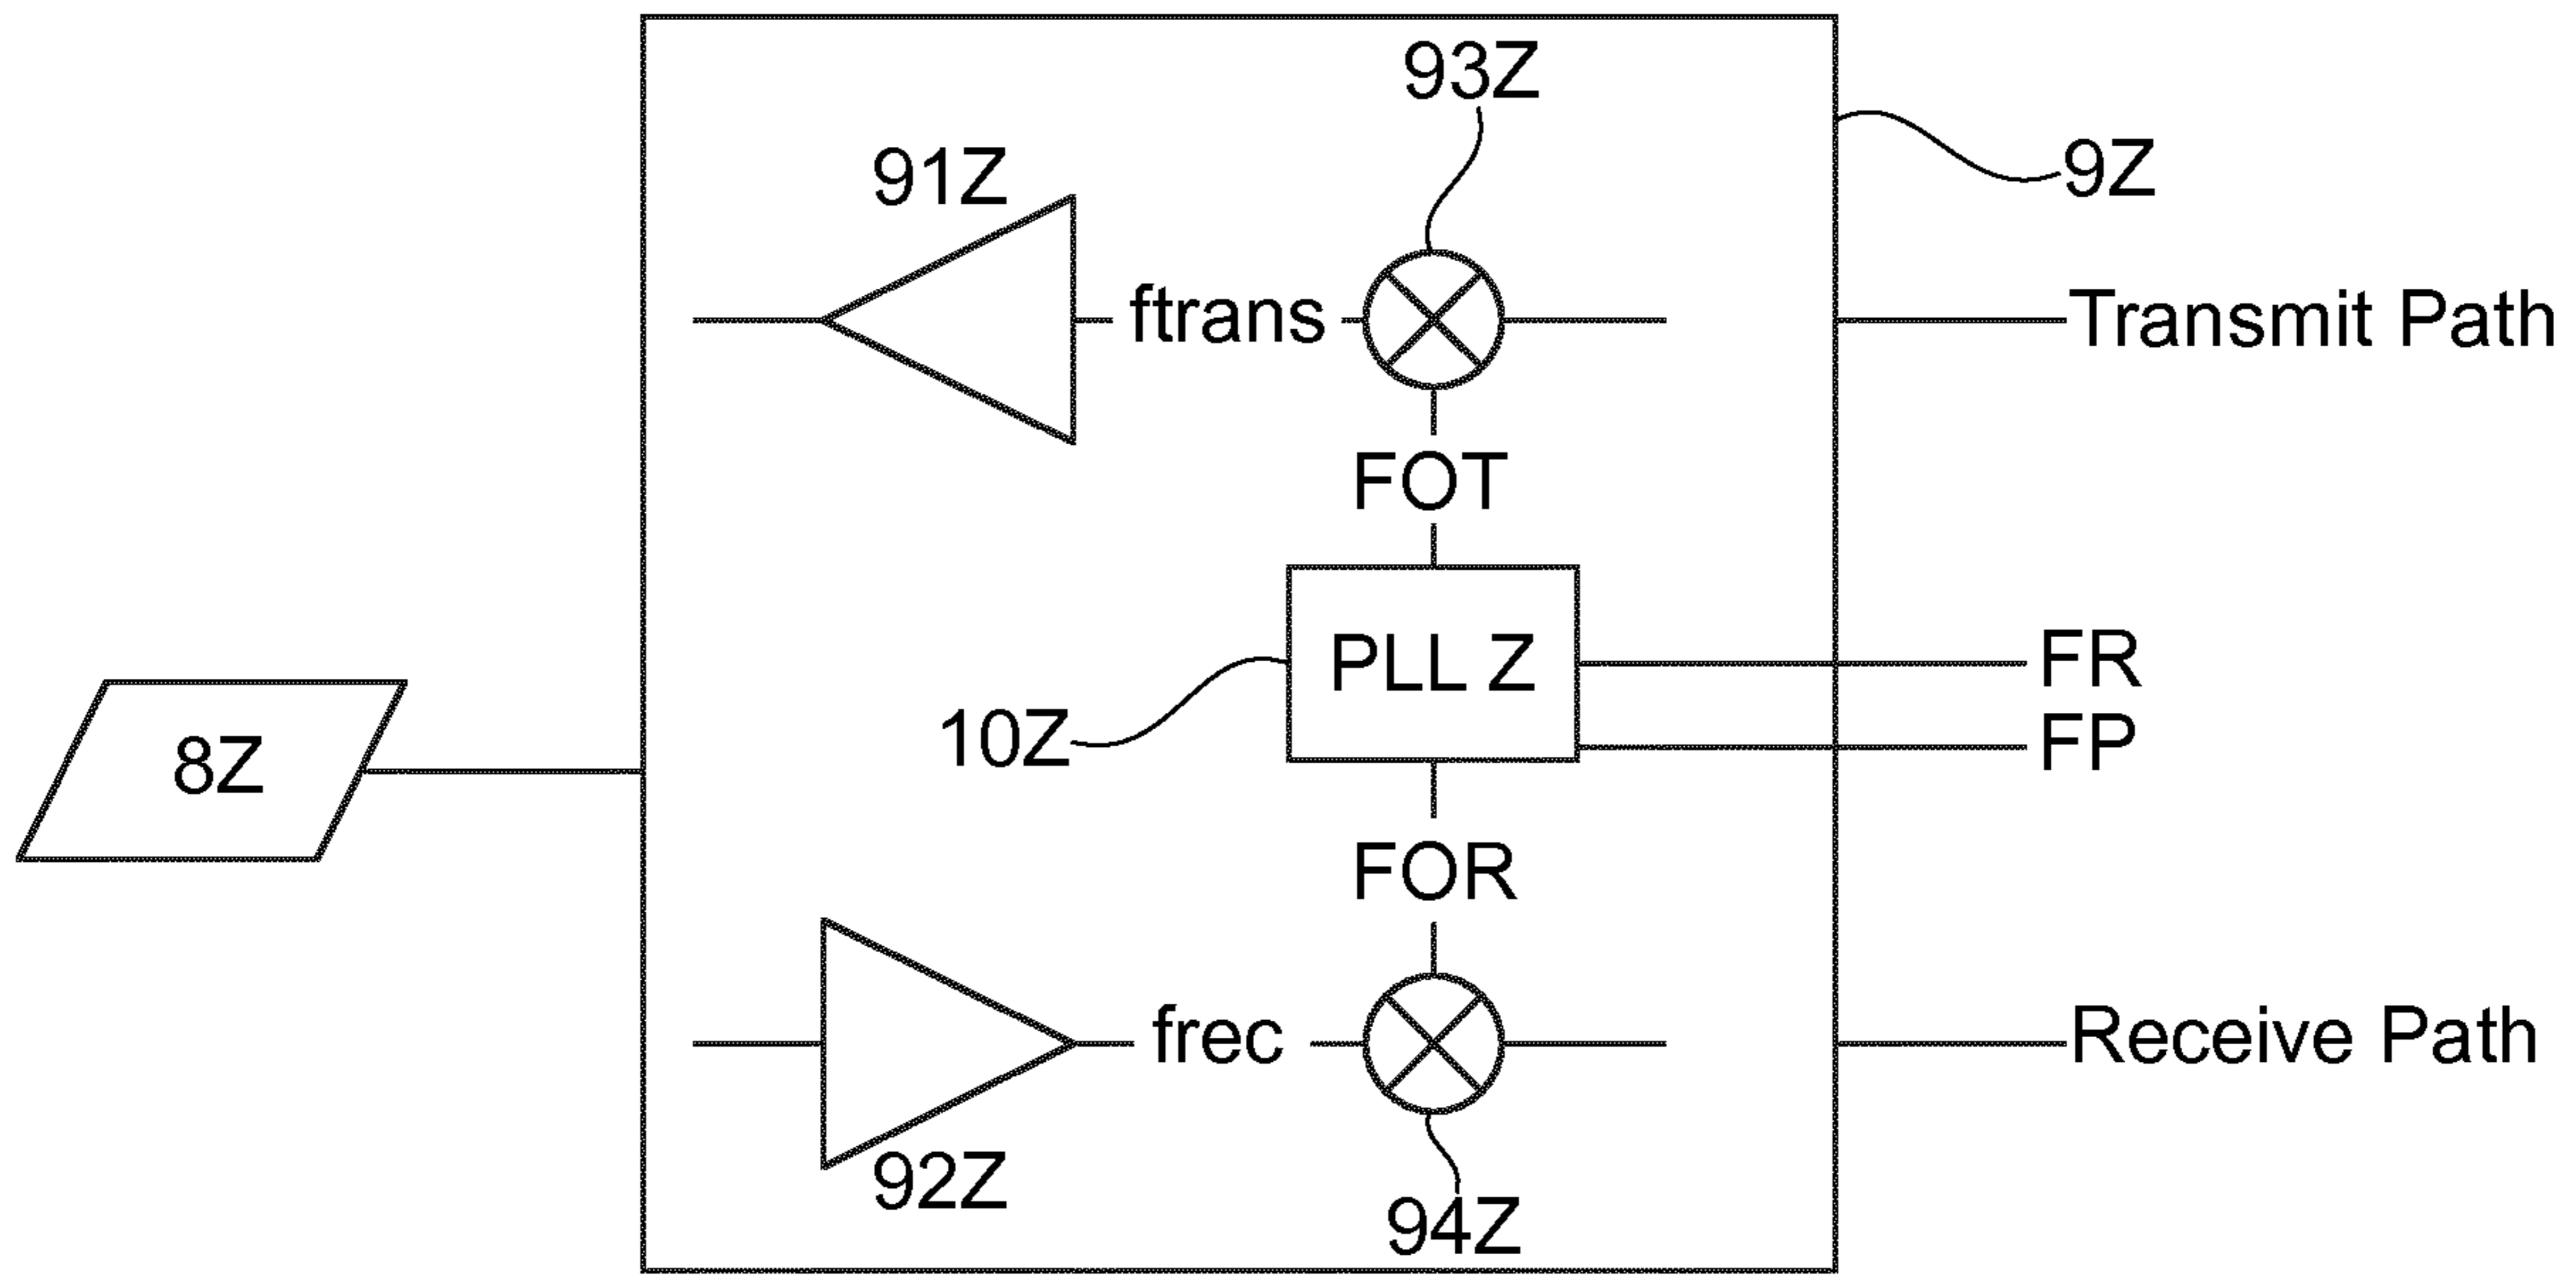 93Z
91Z
9Z
ftrans
Transmit Path
FOT
PLL Z
FR
10Z
FP
8Z
FOR
frec
Receive Path
92Z
94Z